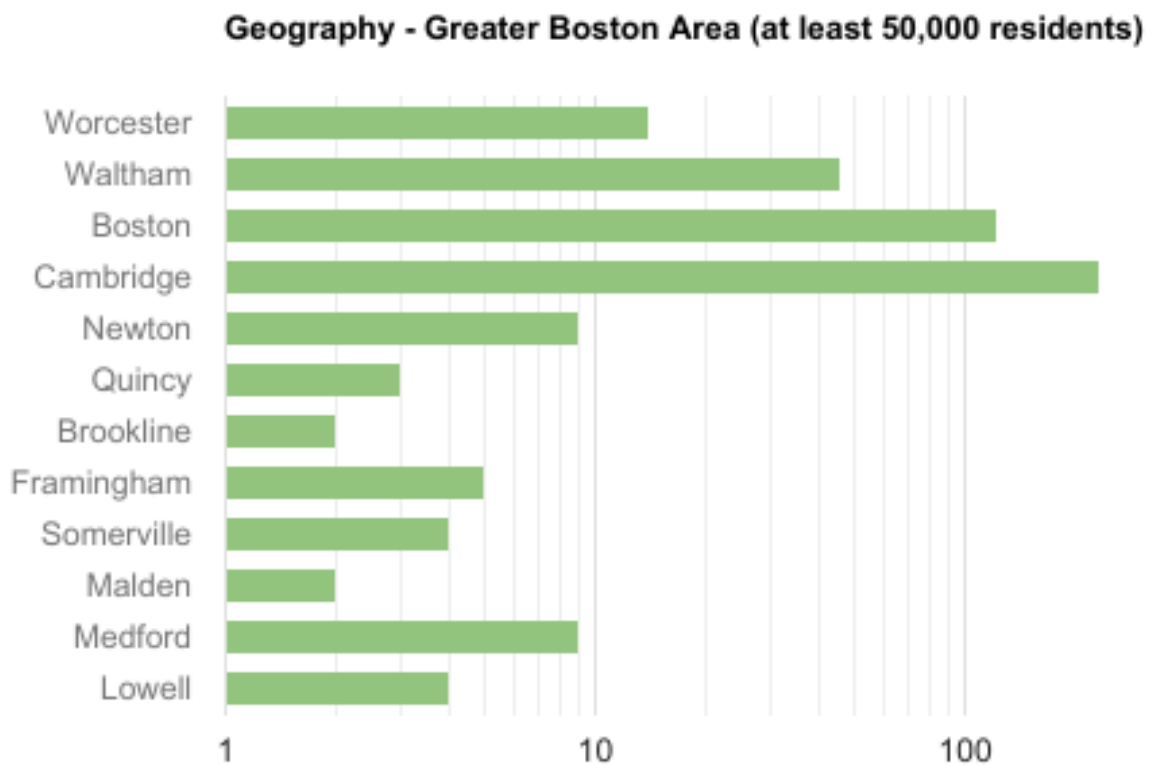 Geography - Greater Boston Area (at least 50,000 residents)
Worcester
Waltham
Boston
Cambridge
Newton
Quincy
Brookline
Framingham
Somerville
Malden
Medford
Lowell
1 10 100